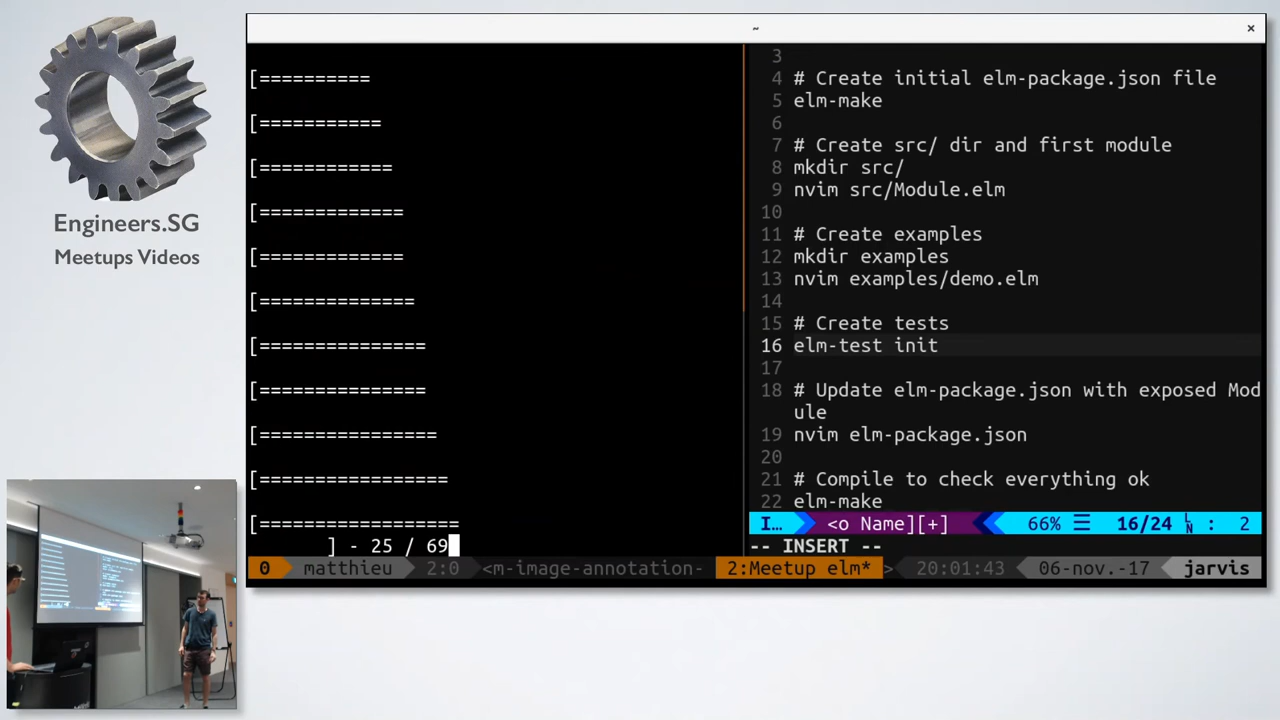 Engineers.SG
Meetups Videos
~ ×
[==========
[===========
[============
[=============
[=============
[==============
[===============
[===============
[================
[=================
[==================
] - 25 / 69
3
4 # Create initial elm-package.json file
5 elm-make
6
7 # Create src/ dir and first module
8 mkdir src/
9 nvim src/Module.elm
10
11 # Create examples
12 mkdir examples
13 nvim examples/demo.elm
14
15 # Create tests
16 elm-test init
17
18 # Update elm-package.json with exposed Mod
ule
19 nvim elm-package.json
20
21 # Compile to check everything ok
22 elm-make
I… <o Name][+] 66% ☰ 16/24 LN : 2
-- INSERT --
0 matthieu 2:0 <m-image-annotation- 2:Meetup elm* > 20:01:43 06-nov.-17 jarvis